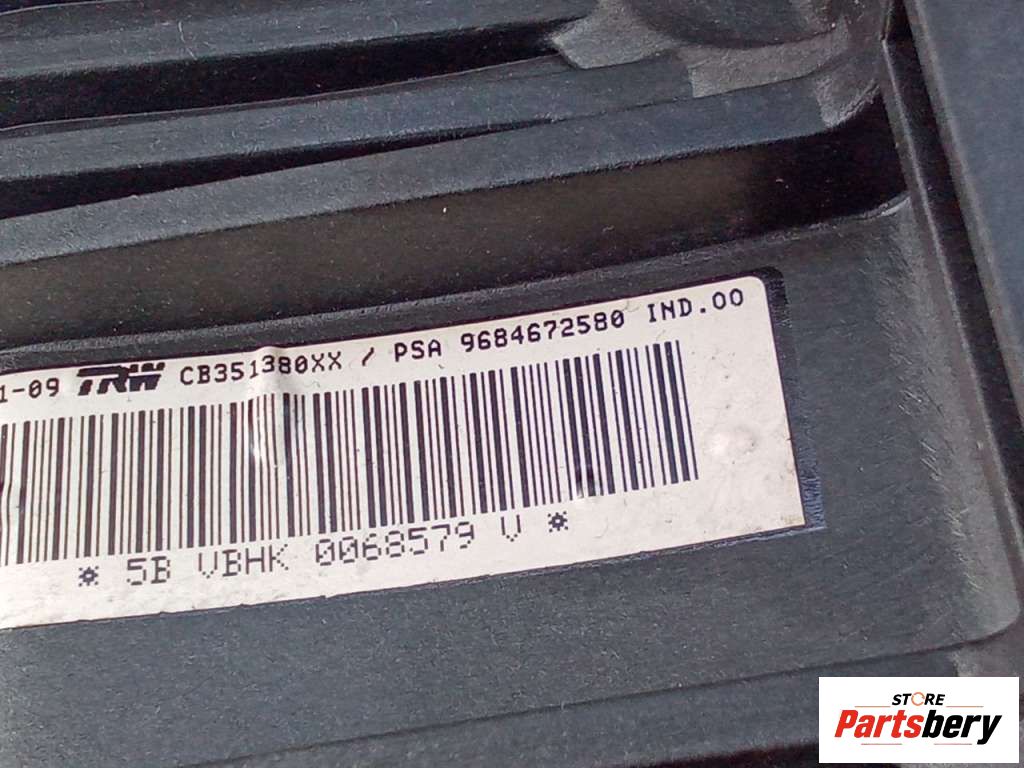 1-09 TRW CB351380XX / PSA 9684672580 IND.00
* 5B VBHK 0068579 V *
STORE
Partsbery